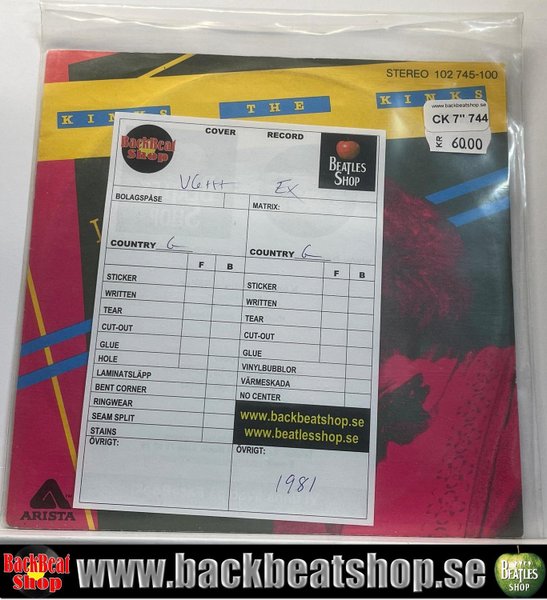 STEREO 102 745-100
KINKS THE KINKS
www.backbeatshop.se
CK 7" 744
KR 60.00
BackBeat
Shop
COVER RECORD
BEATLES
SHOP
VG+++ EX
BOLAGSPÅSE MATRIX:
COUNTRY G COUNTRY G
F B F B
STICKER STICKER
WRITTEN WRITTEN
TEAR TEAR
CUT-OUT CUT-OUT
GLUE GLUE
HOLE VINYLBUBBLOR
LAMINATSLÄPP VÄRMESKADA
BENT CORNER NO CENTER
RINGWEAR
SEAM SPLIT
STAINS
www.backbeatshop.se
www.beatlesshop.se
ÖVRIGT: ÖVRIGT:
1981
ARISTA
BackBeat
Shop
www.backbeatshop.se
BEATLES
SHOP